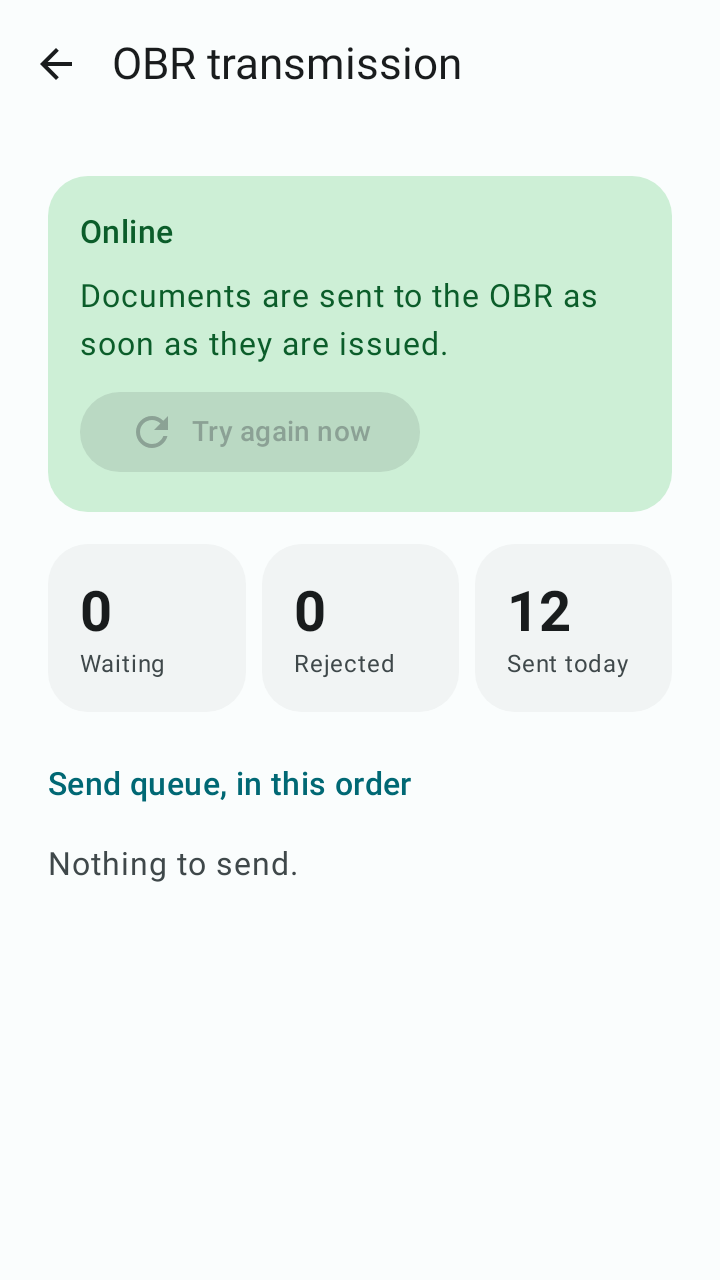 OBR transmission
Online
Documents are sent to the OBR as
soon as they are issued.
Try again now
0
Waiting
0
Rejected
12
Sent today
Send queue, in this order
Nothing to send.